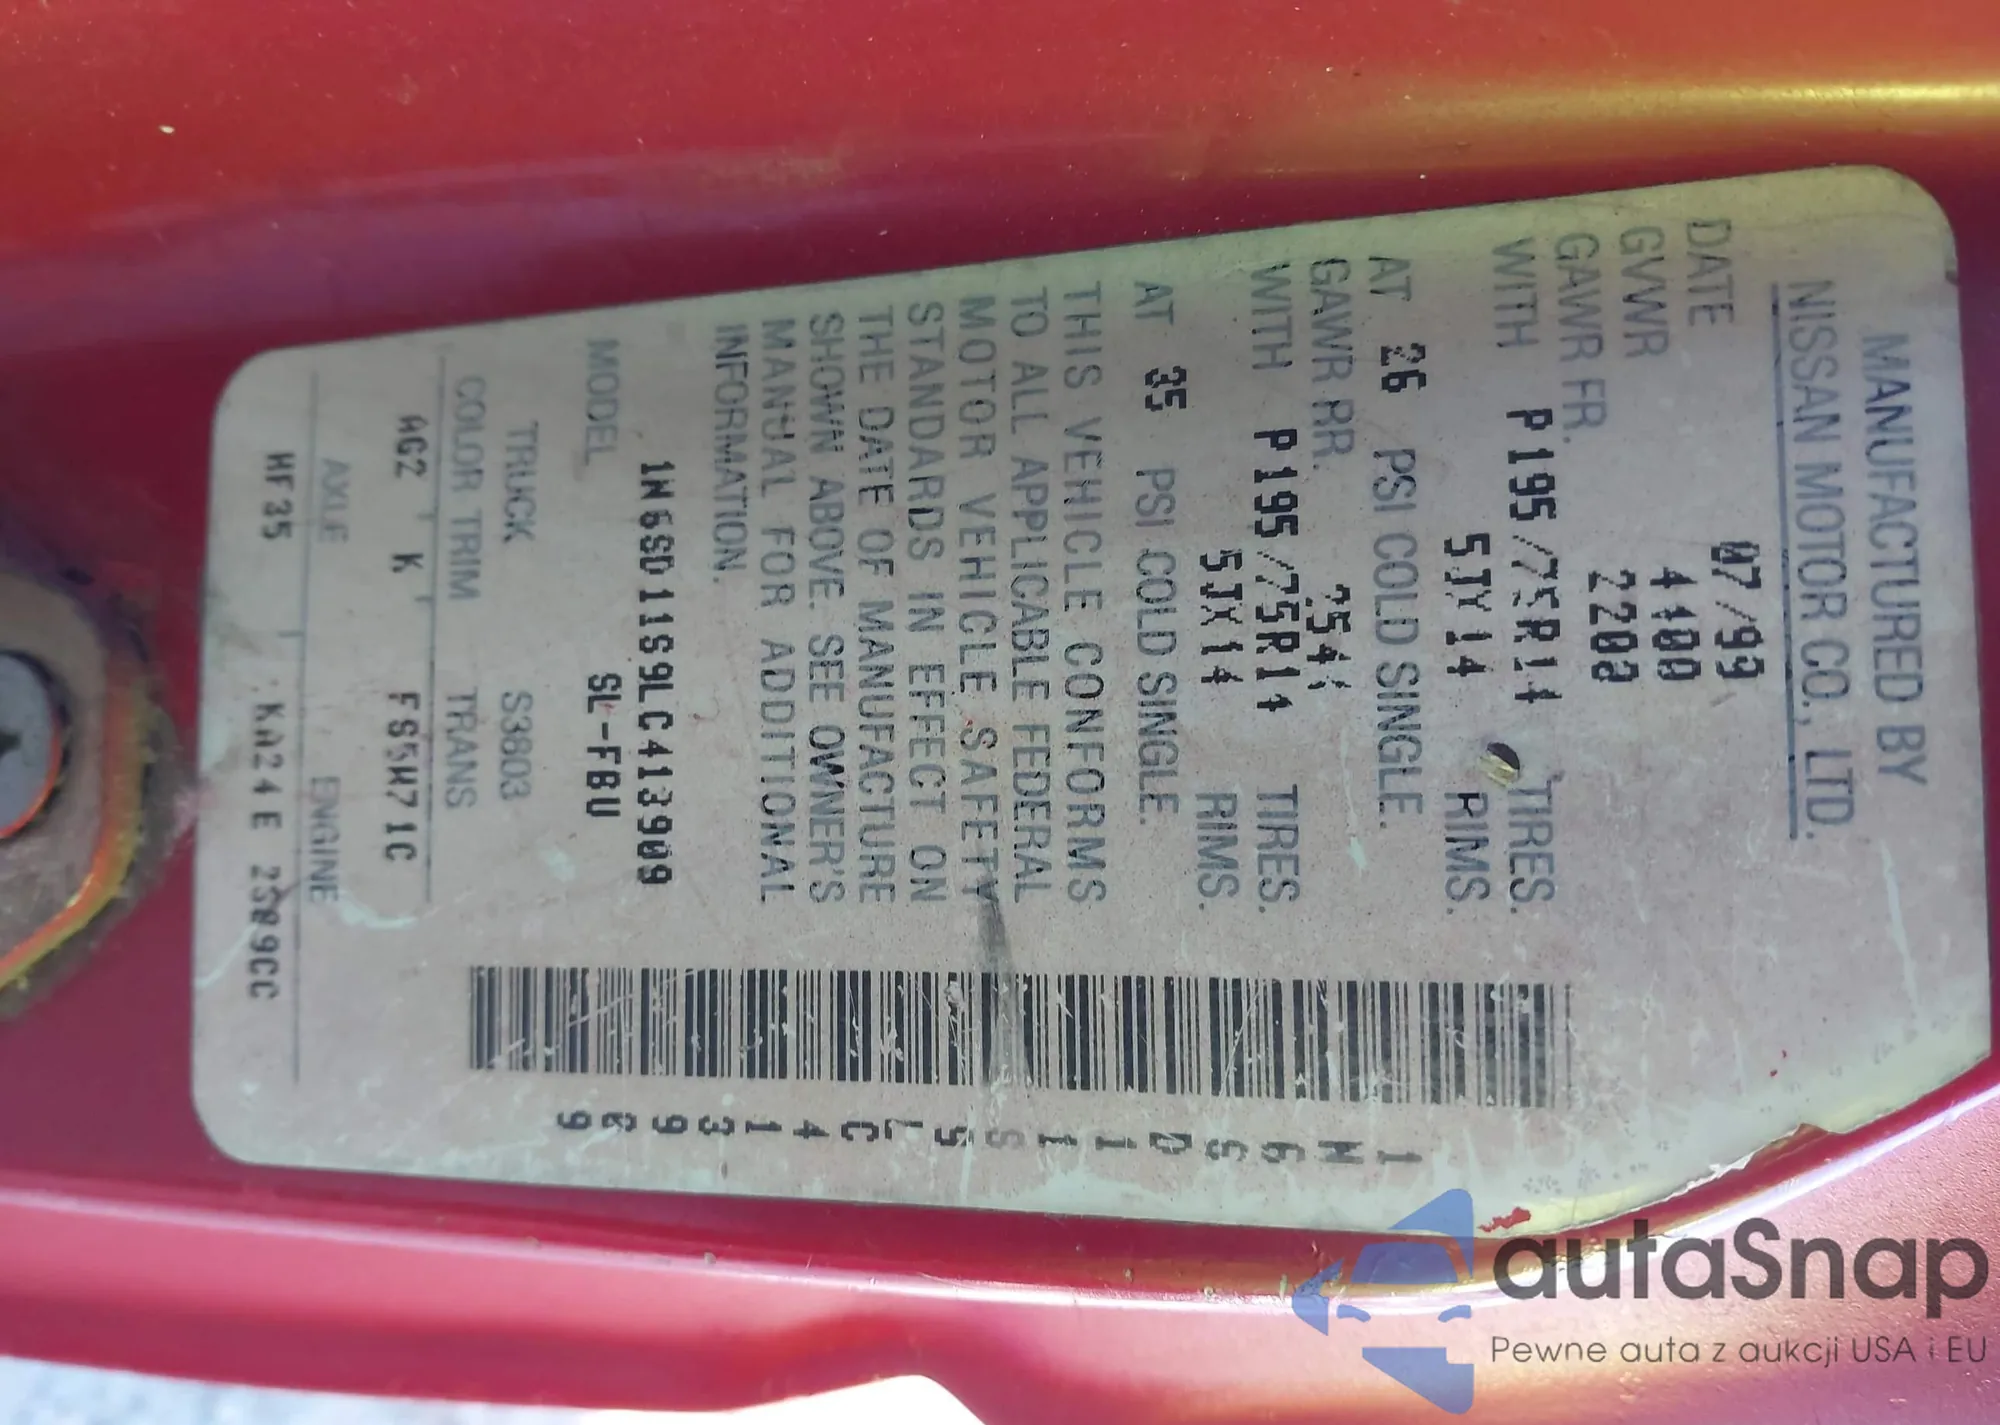 MANUFACTURED BY
NISSAN MOTOR CO., LTD.
DATE 07/90
GVWR 4400
GAWR FR. 2200
WITH P195/75R14 TIRES.
5JX14 RIMS.
AT 26 PSI COLD SINGLE.
GAWR RR. 2544
WITH P195/75R14 TIRES.
5JX14 RIMS.
AT 35 PSI COLD SINGLE.
THIS VEHICLE CONFORMS
TO ALL APPLICABLE FEDERAL
MOTOR VEHICLE SAFETY
STANDARDS IN EFFECT ON
THE DATE OF MANUFACTURE
SHOWN ABOVE. SEE OWNER'S
MANUAL FOR ADDITIONAL
INFORMATION.
1N6SD11S9LC413909
MODEL SL-FBU
TRUCK S3803
COLOR TRIM TRANS
AG2 K FS5W71C
AXLE ENGINE
HF35 KA24E 2389CC
1N6SD11S9LC413909
autaSnap
Pewne auta z aukcji USA i EU